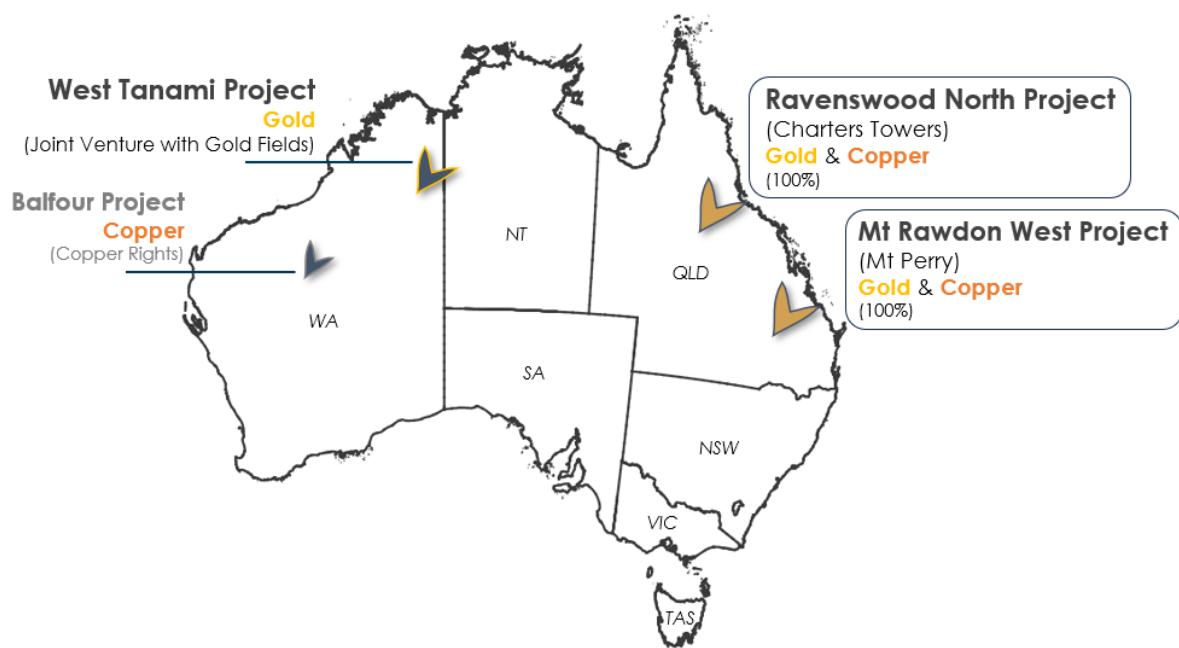 West Tanami Project
Gold
(Joint Venture with Gold Fields)
Balfour Project
Copper
(Copper Rights)
Ravenswood North Project
(Charters Towers)
Gold & Copper
(100%)
Mt Rawdon West Project
(Mt Perry)
Gold & Copper
(100%)
NT
QLD
WA
SA
NSW
VIC
TAS